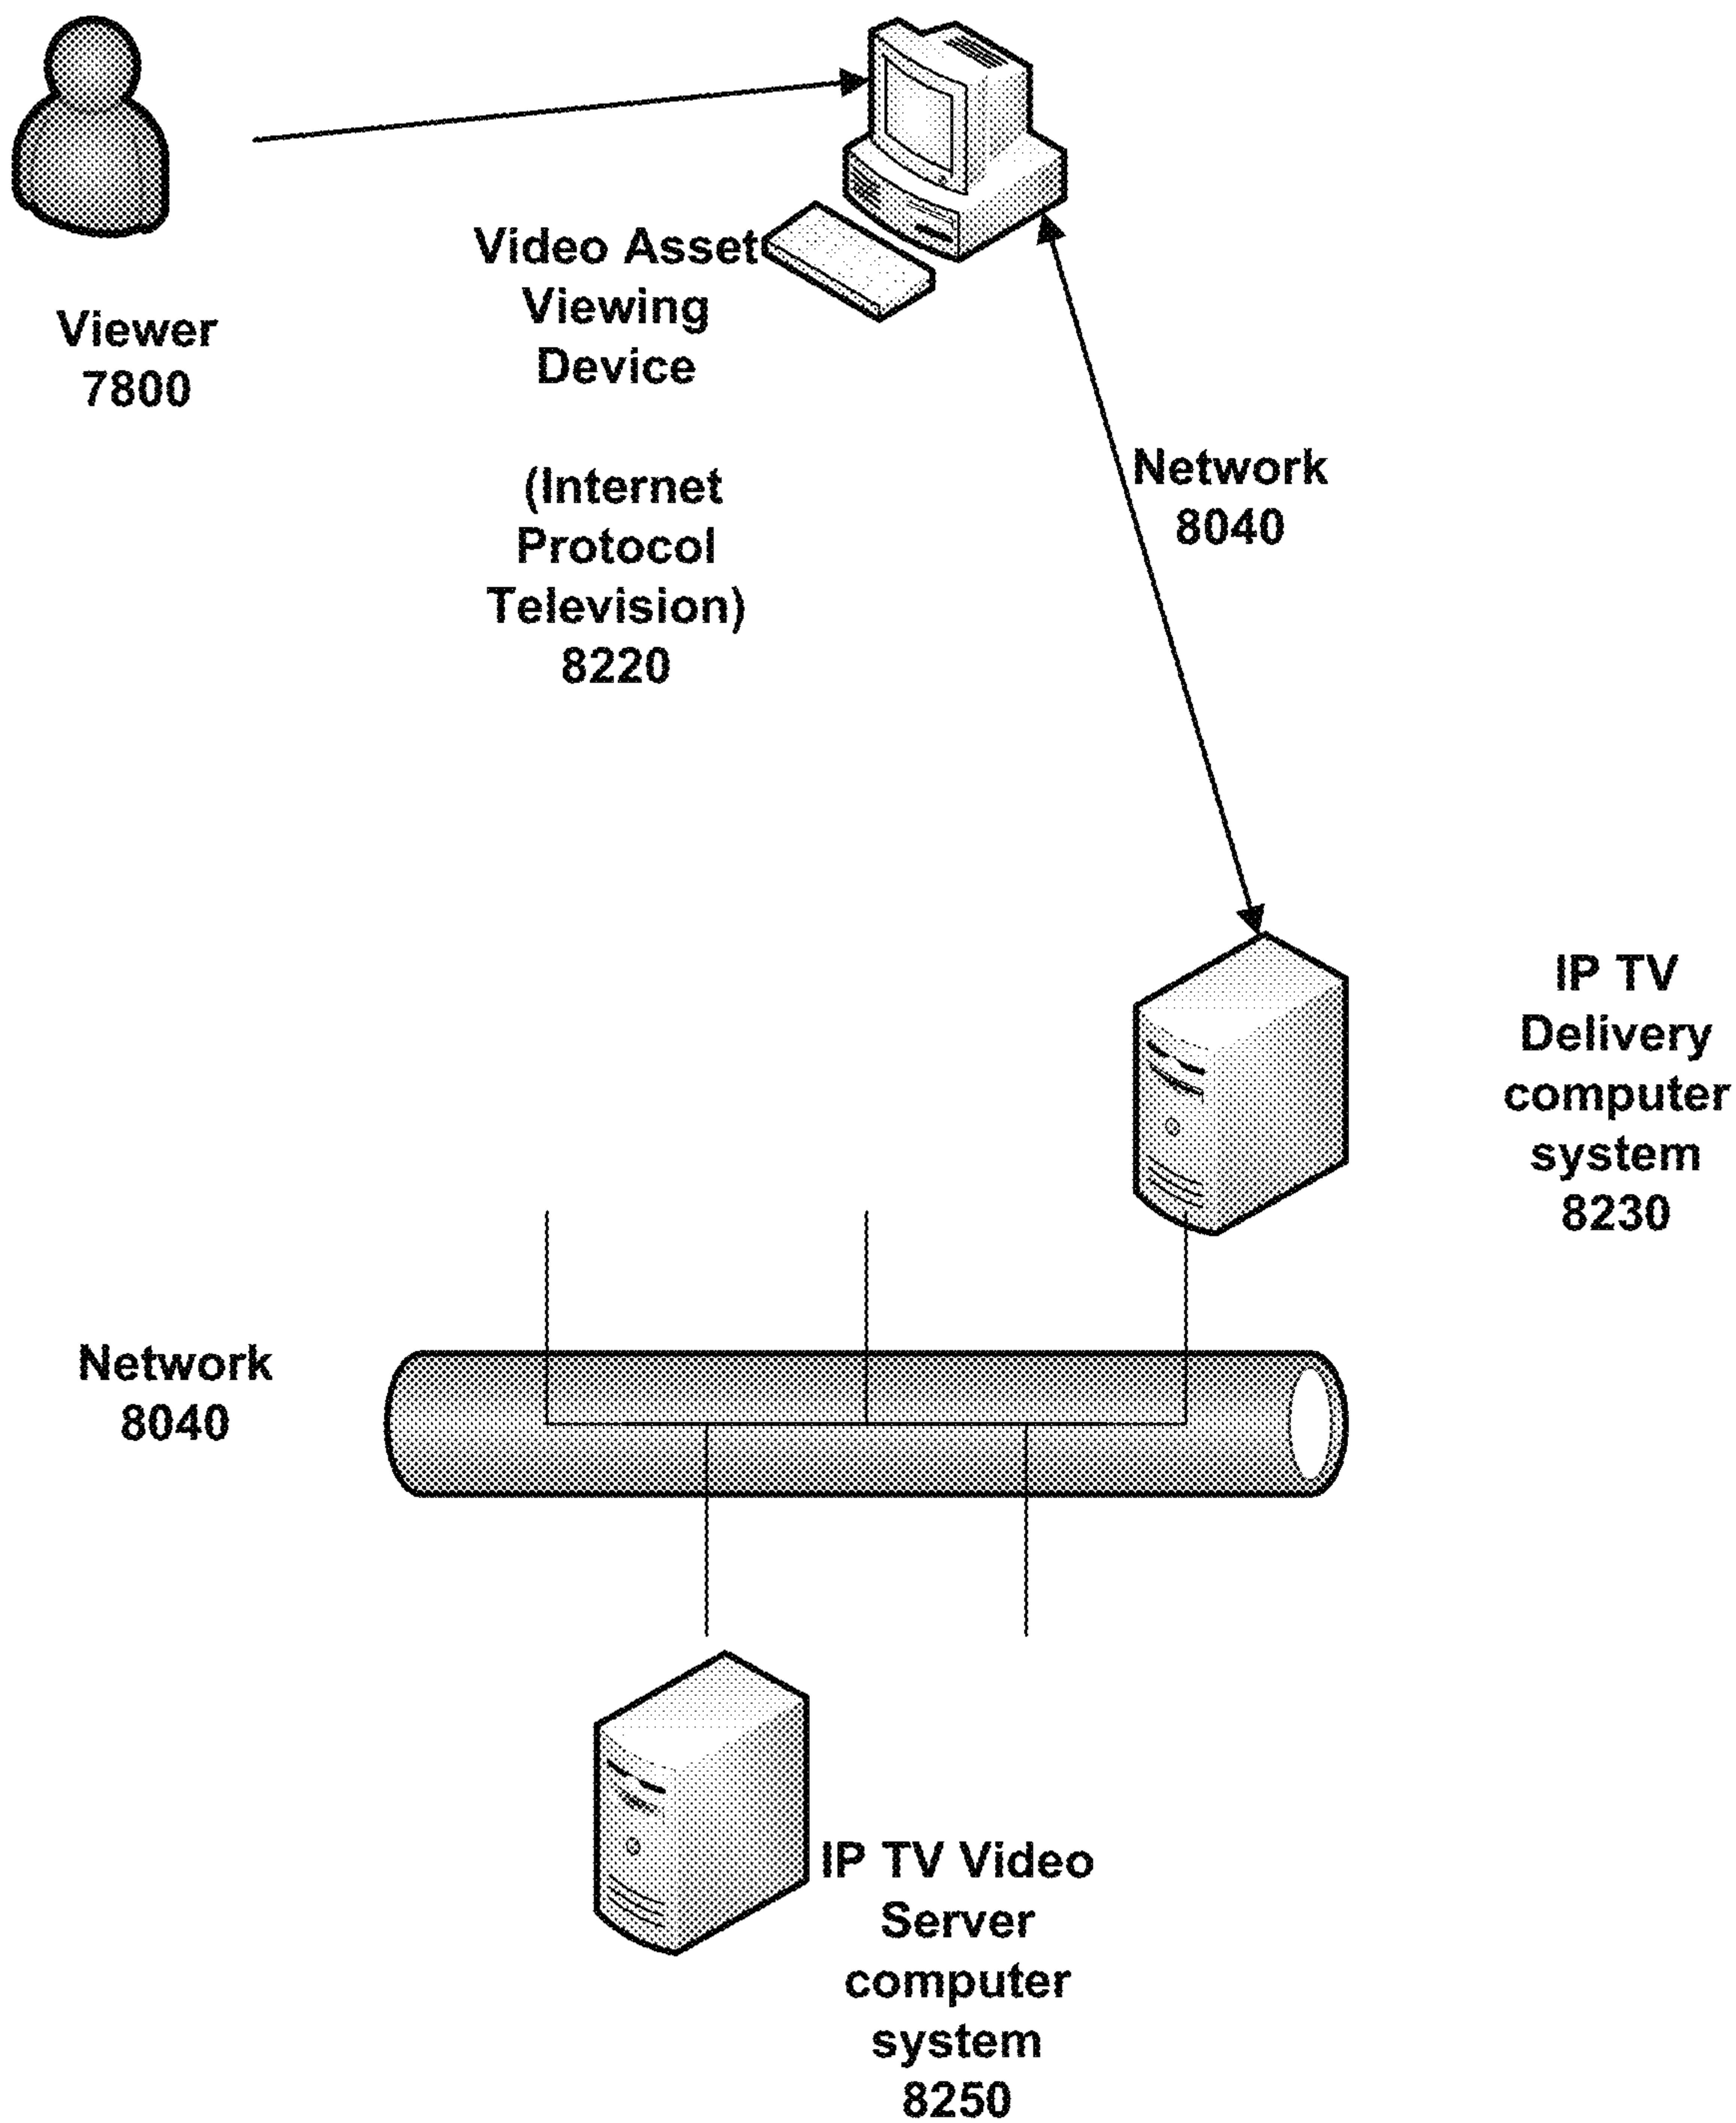 Viewer
7800
Video Asset
Viewing
Device
(Internet
Protocol
Television)
8220
Network
8040
IP TV
Delivery
computer
system
8230
Network
8040
IP TV Video
Server
computer
system
8250